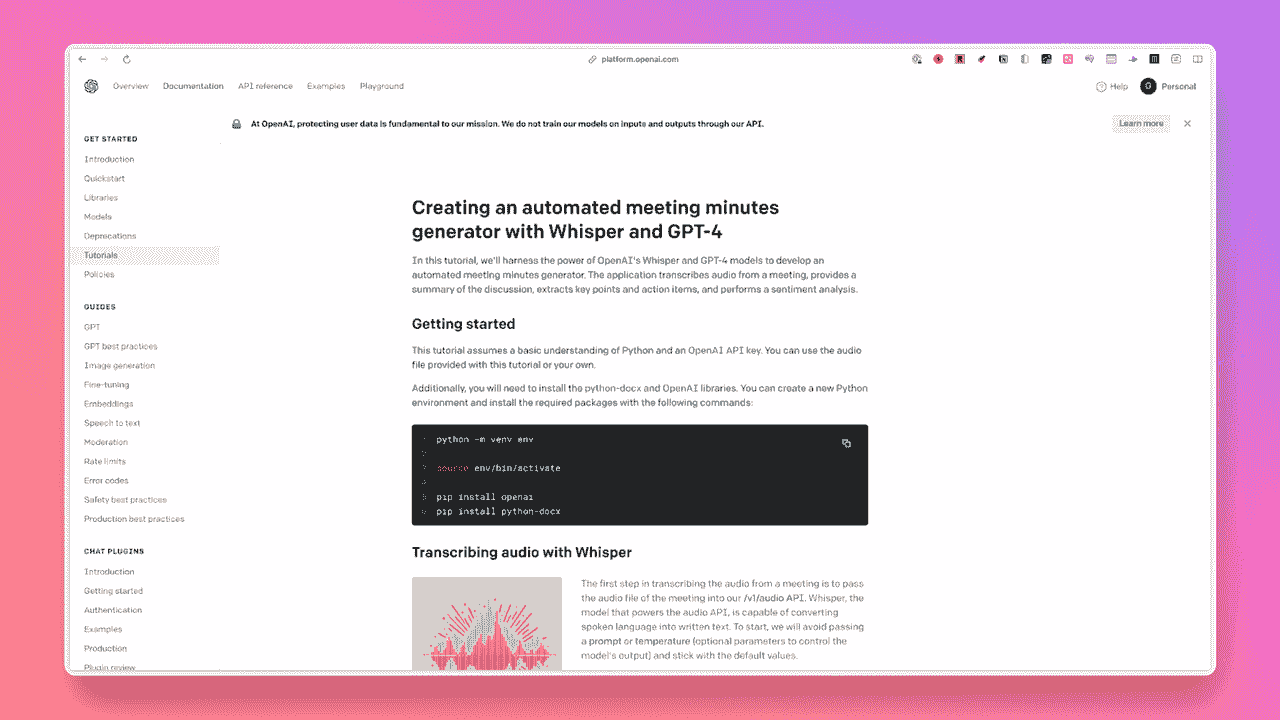 platform.openai.com
Overview
Documentation
API reference
Examples
Playground
Help
Personal
At OpenAI, protecting user data is fundamental to our mission. We do not train our models on inputs and outputs through our API.
Learn more
GET STARTED
Introduction
Quickstart
Libraries
Models
Deprecations
Tutorials
Policies
GUIDES
GPT
GPT best practices
Image generation
Fine-tuning
Embeddings
Speech to text
Moderation
Rate limits
Error codes
Safety best practices
Production best practices
CHAT PLUGINS
Introduction
Getting started
Authentication
Examples
Production
Plugin review
Creating an automated meeting minutes
generator with Whisper and GPT-4
In this tutorial, we'll harness the power of OpenAI's Whisper and GPT-4 models to develop an
automated meeting minutes generator. The application transcribes audio from a meeting, provides a
summary of the discussion, extracts key points and action items, and performs a sentiment analysis.
Getting started
This tutorial assumes a basic understanding of Python and an OpenAI API key. You can use the audio
file provided with this tutorial or your own.
Additionally, you will need to install the python-docx and OpenAI libraries. You can create a new Python
environment and install the required packages with the following commands:
python -m venv env
source env/bin/activate
pip install openai
pip install python-docx
Transcribing audio with Whisper
The first step in transcribing the audio from a meeting is to pass
the audio file of the meeting into our /v1/audio API. Whisper, the
model that powers the audio API, is capable of converting
spoken language into written text. To start, we will avoid passing
a prompt or temperature (optional parameters to control the
model's output) and stick with the default values.